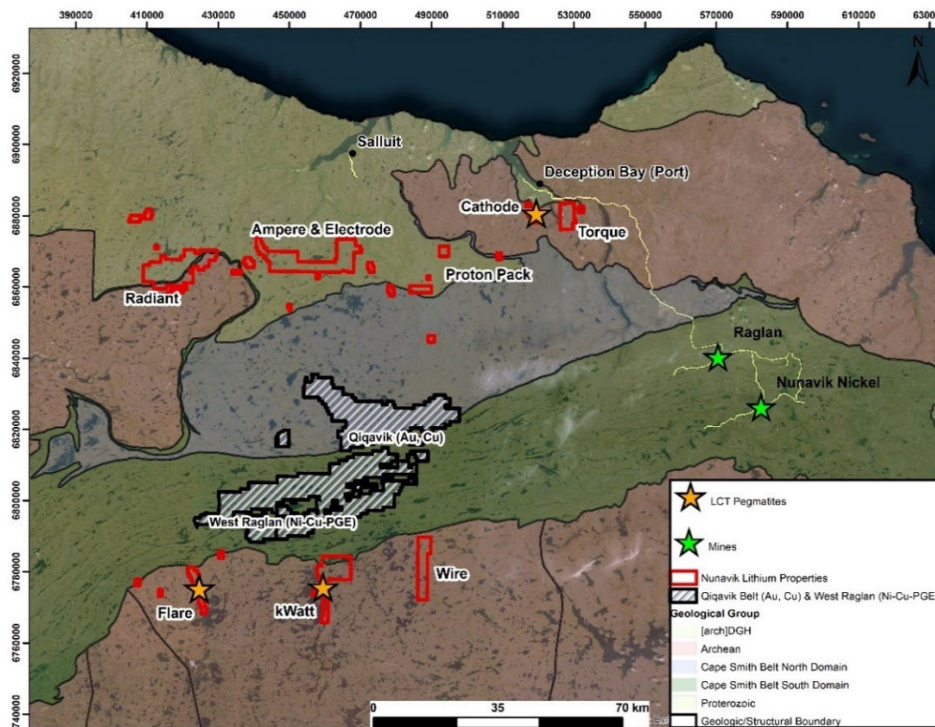 390000 410000 430000 450000 470000 490000 510000 530000 550000 570000 590000 610000 6300
6920000
6900000
6880000
6860000
6840000
6820000
6800000
6780000
6760000
6740000
N
Salluit
Deception Bay (Port)
Cathode
Torque
Ampere & Electrode
Proton Pack
Radiant
Raglan
Nunavik Nickel
Qiqavik (Au, Cu)
West Raglan (Ni-Cu-PGE)
Wire
Flare
kWatt
LCT Pegmatites
Mines
Nunavik Lithium Properties
Qiqavik Belt (Au, Cu) & West Raglan (Ni-Cu-PGE
Geological Group
[arch]DGH
Archean
Cape Smith Belt North Domain
Cape Smith Belt South Domain
Proterozoic
Geologic/Structural Boundary
0 35 70 km